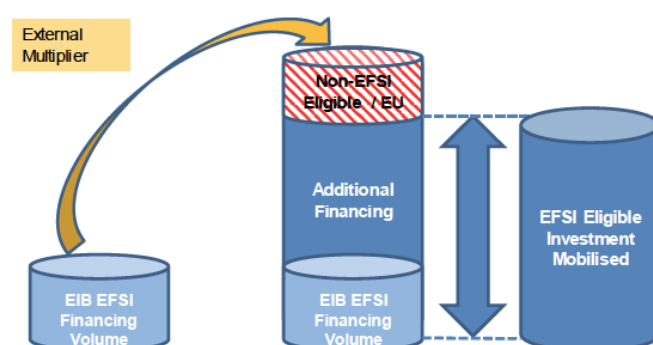 External
Multiplier
Non-EFSI
Eligible / EU
Additional
Financing
EFSI Eligible
Investment
Mobilised
EIB EFSI
Financing
Volume
EIB EFSI
Financing
Volume